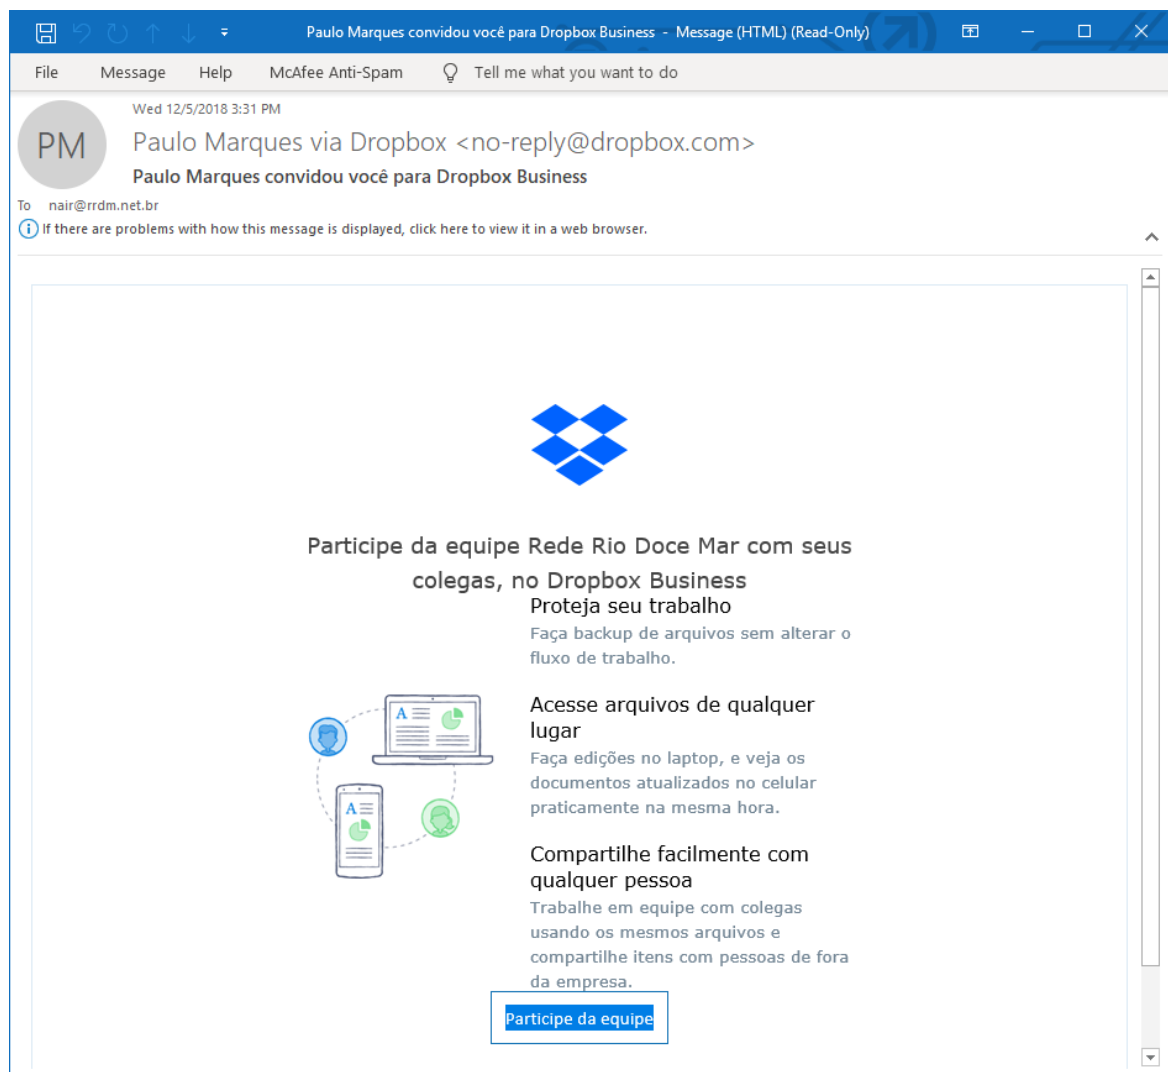 Paulo Marques convidou você para Dropbox Business - Message (HTML) (Read-Only)
File Message Help McAfee Anti-Spam Tell me what you want to do
Wed 12/5/2018 3:31 PM
PM
Paulo Marques via Dropbox <no-reply@dropbox.com>
Paulo Marques convidou você para Dropbox Business
To nair@rrdm.net.br
If there are problems with how this message is displayed, click here to view it in a web browser.
Participe da equipe Rede Rio Doce Mar com seus
colegas, no Dropbox Business
Proteja seu trabalho
Faça backup de arquivos sem alterar o
fluxo de trabalho.
Acesse arquivos de qualquer
lugar
Faça edições no laptop, e veja os
documentos atualizados no celular
praticamente na mesma hora.
A
A
Compartilhe facilmente com
qualquer pessoa
Trabalhe em equipe com colegas
usando os mesmos arquivos e
compartilhe itens com pessoas de fora
da empresa.
Participe da equipe